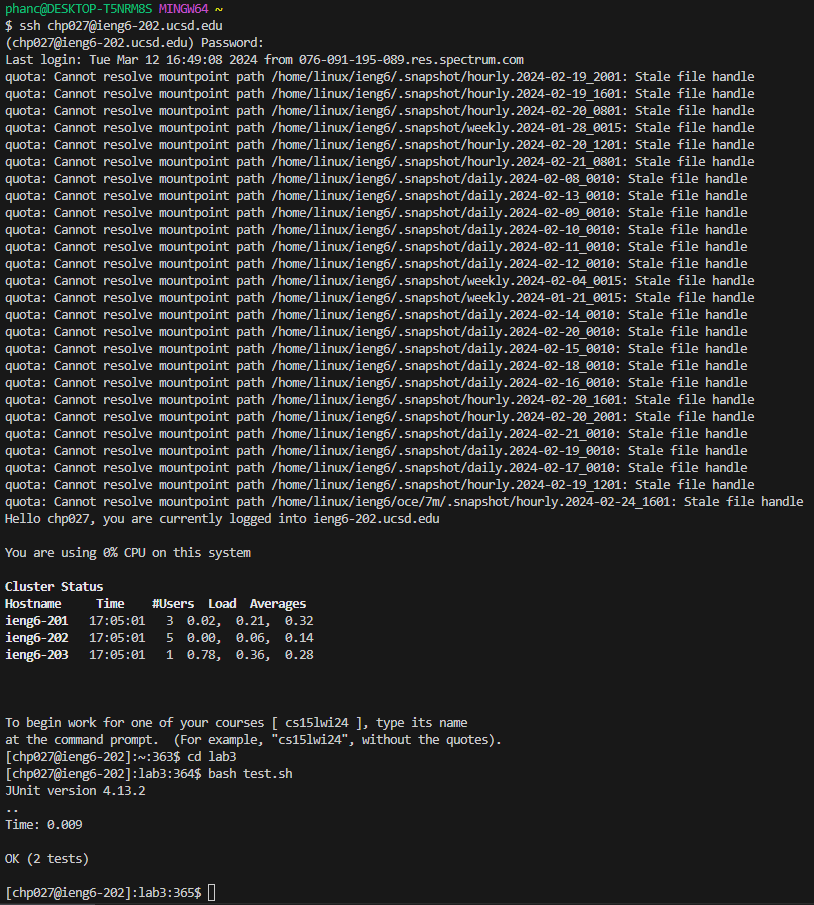 phanc@DESKTOP-T5NRM8S MINGW64 ~
$ ssh chp027@ieng6-202.ucsd.edu
(chp027@ieng6-202.ucsd.edu) Password:
Last login: Tue Mar 12 16:49:08 2024 from 076-091-195-089.res.spectrum.com
quota: Cannot resolve mountpoint path /home/linux/ieng6/.snapshot/hourly.2024-02-19_2001: Stale file handle
quota: Cannot resolve mountpoint path /home/linux/ieng6/.snapshot/hourly.2024-02-19_1601: Stale file handle
quota: Cannot resolve mountpoint path /home/linux/ieng6/.snapshot/hourly.2024-02-20_0801: Stale file handle
quota: Cannot resolve mountpoint path /home/linux/ieng6/.snapshot/weekly.2024-01-28_0015: Stale file handle
quota: Cannot resolve mountpoint path /home/linux/ieng6/.snapshot/hourly.2024-02-20_1201: Stale file handle
quota: Cannot resolve mountpoint path /home/linux/ieng6/.snapshot/hourly.2024-02-21_0801: Stale file handle
quota: Cannot resolve mountpoint path /home/linux/ieng6/.snapshot/daily.2024-02-08_0010: Stale file handle
quota: Cannot resolve mountpoint path /home/linux/ieng6/.snapshot/daily.2024-02-13_0010: Stale file handle
quota: Cannot resolve mountpoint path /home/linux/ieng6/.snapshot/daily.2024-02-09_0010: Stale file handle
quota: Cannot resolve mountpoint path /home/linux/ieng6/.snapshot/daily.2024-02-10_0010: Stale file handle
quota: Cannot resolve mountpoint path /home/linux/ieng6/.snapshot/daily.2024-02-11_0010: Stale file handle
quota: Cannot resolve mountpoint path /home/linux/ieng6/.snapshot/daily.2024-02-12_0010: Stale file handle
quota: Cannot resolve mountpoint path /home/linux/ieng6/.snapshot/weekly.2024-02-04_0015: Stale file handle
quota: Cannot resolve mountpoint path /home/linux/ieng6/.snapshot/weekly.2024-01-21_0015: Stale file handle
quota: Cannot resolve mountpoint path /home/linux/ieng6/.snapshot/daily.2024-02-14_0010: Stale file handle
quota: Cannot resolve mountpoint path /home/linux/ieng6/.snapshot/daily.2024-02-20_0010: Stale file handle
quota: Cannot resolve mountpoint path /home/linux/ieng6/.snapshot/daily.2024-02-15_0010: Stale file handle
quota: Cannot resolve mountpoint path /home/linux/ieng6/.snapshot/daily.2024-02-18_0010: Stale file handle
quota: Cannot resolve mountpoint path /home/linux/ieng6/.snapshot/daily.2024-02-16_0010: Stale file handle
quota: Cannot resolve mountpoint path /home/linux/ieng6/.snapshot/hourly.2024-02-20_1601: Stale file handle
quota: Cannot resolve mountpoint path /home/linux/ieng6/.snapshot/hourly.2024-02-20_2001: Stale file handle
quota: Cannot resolve mountpoint path /home/linux/ieng6/.snapshot/daily.2024-02-21_0010: Stale file handle
quota: Cannot resolve mountpoint path /home/linux/ieng6/.snapshot/daily.2024-02-19_0010: Stale file handle
quota: Cannot resolve mountpoint path /home/linux/ieng6/.snapshot/daily.2024-02-17_0010: Stale file handle
quota: Cannot resolve mountpoint path /home/linux/ieng6/.snapshot/hourly.2024-02-19_1201: Stale file handle
quota: Cannot resolve mountpoint path /home/linux/ieng6/oce/7m/.snapshot/hourly.2024-02-24_1601: Stale file handle
Hello chp027, you are currently logged into ieng6-202.ucsd.edu
You are using 0% CPU on this system
Cluster Status
Hostname     Time    #Users  Load  Averages
ieng6-201   17:05:01   3  0.02,  0.21,  0.32
ieng6-202   17:05:01   5  0.00,  0.06,  0.14
ieng6-203   17:05:01   1  0.78,  0.36,  0.28
To begin work for one of your courses [ cs15lwi24 ], type its name
at the command prompt.  (For example, "cs15lwi24", without the quotes).
[chp027@ieng6-202]:~:363$ cd lab3
[chp027@ieng6-202]:lab3:364$ bash test.sh
JUnit version 4.13.2
..
Time: 0.009
OK (2 tests)
[chp027@ieng6-202]:lab3:365$